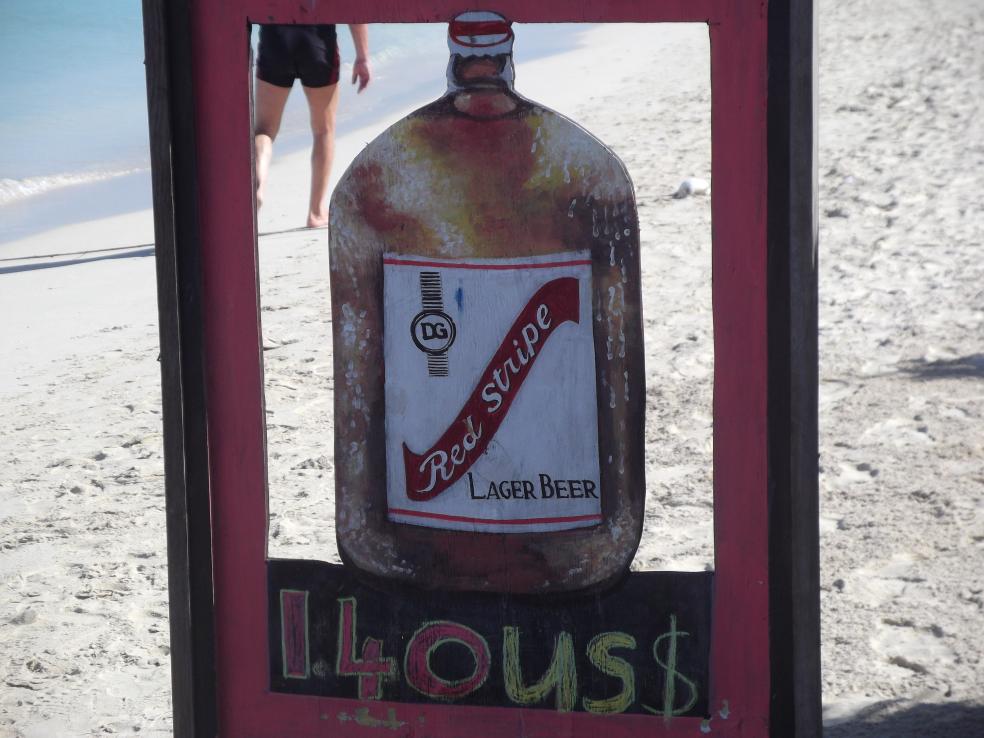 DG
Red Stripe
LAGER BEER
1.40US$